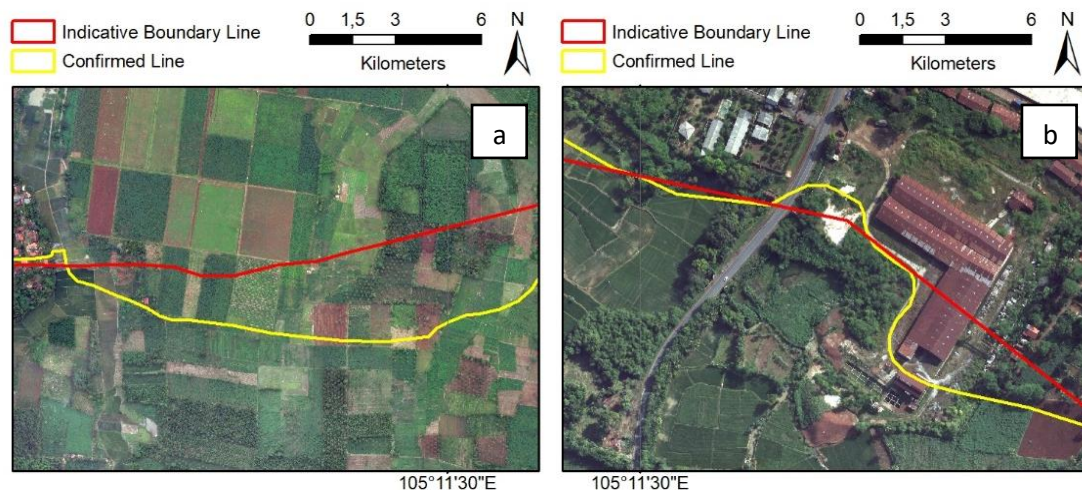 Indicative Boundary Line
Confirmed Line
0 1,5 3 6
Kilometers
N
a
105°11'30"E
Indicative Boundary Line
Confirmed Line
0 1,5 3 6
Kilometers
N
b
105°11'30"E